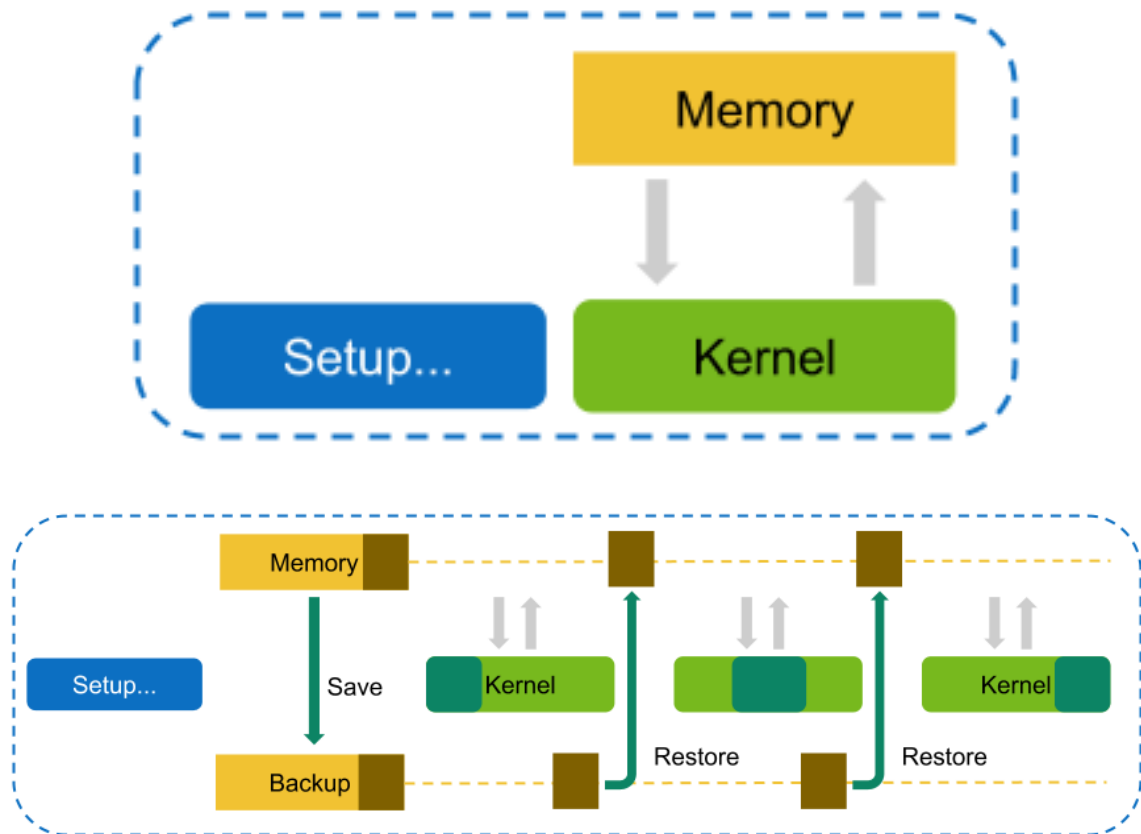 Memory
Setup...
Kernel
Memory
Setup...
Save
Kernel
Kernel
Restore
Restore
Backup